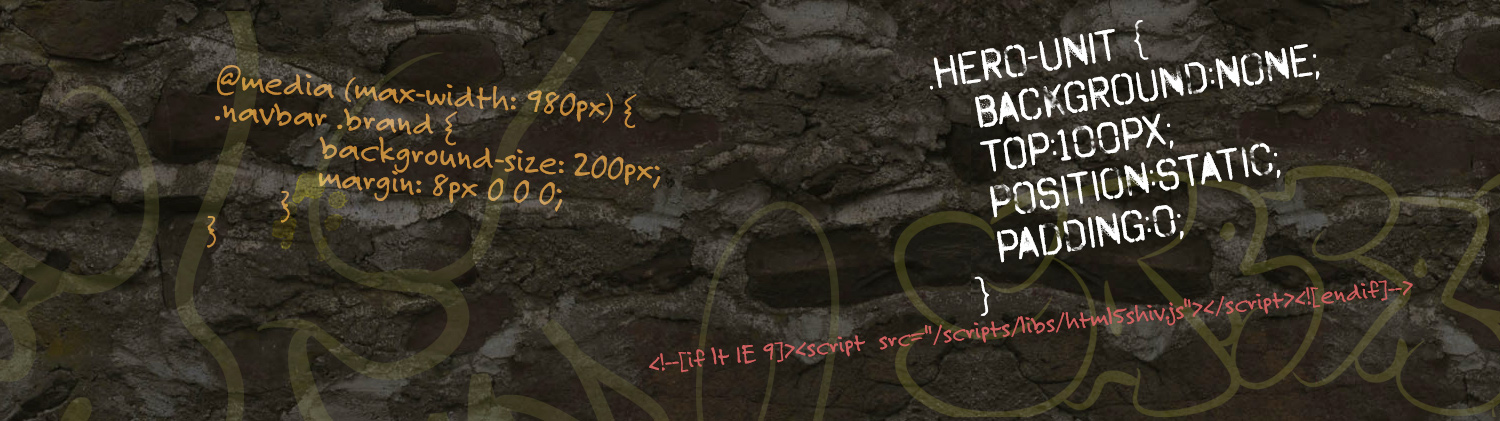 @media (max-width: 980px) {
.navbar .brand {
background-size: 200px;
margin: 8px 0 0 0;
}
}
.HERO-UNIT {
BACKGROUND:NONE;
TOP:100PX;
POSITION:STATIC;
PADDING:0;
}
<!--[if lt IE 9]><script src="/scripts/libs/html5shiv.js"></script><![endif]-->